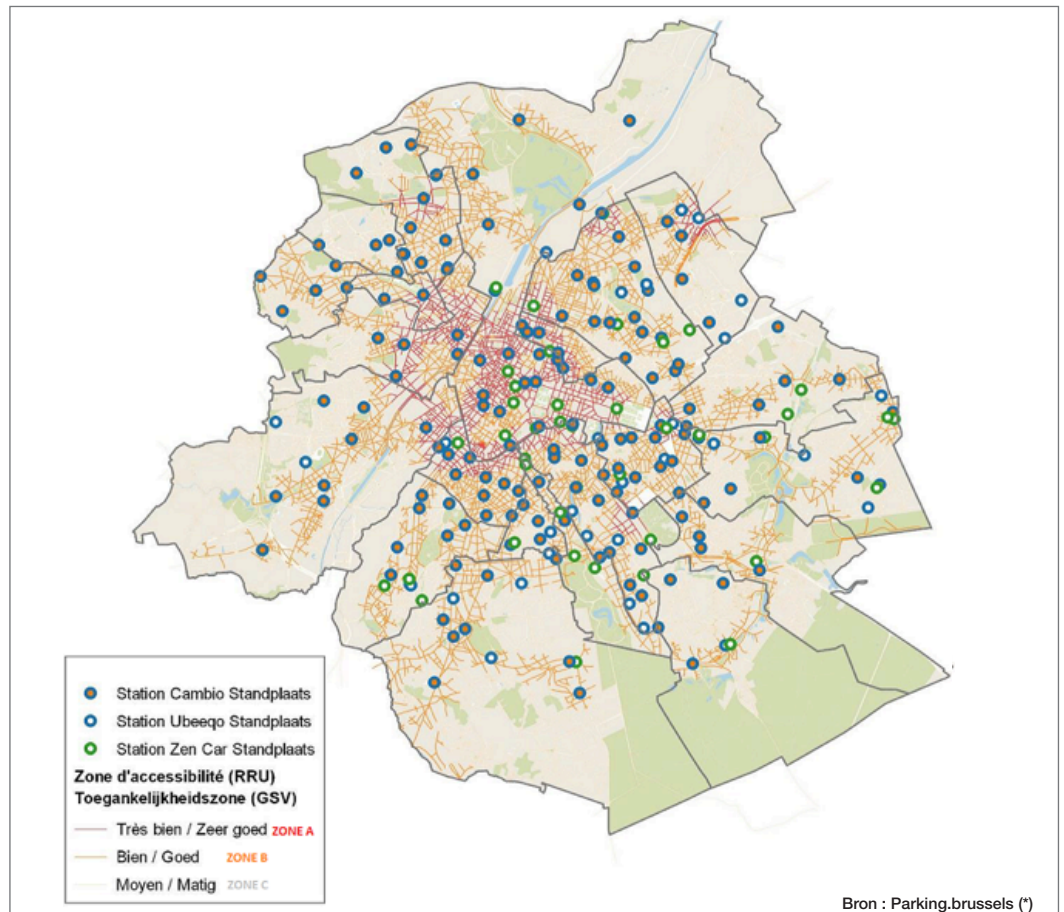 Station Cambio Standplaats
Station Ubeeqo Standplaats
Station Zen Car Standplaats
Zone d'accessibilité (RRU)
Toegankelijkheidszone (GSV)
Très bien / Zeer goed ZONE A
Bien / Goed ZONE B
Moyen / Matig ZONE C
Bron : Parking.brussels (*)